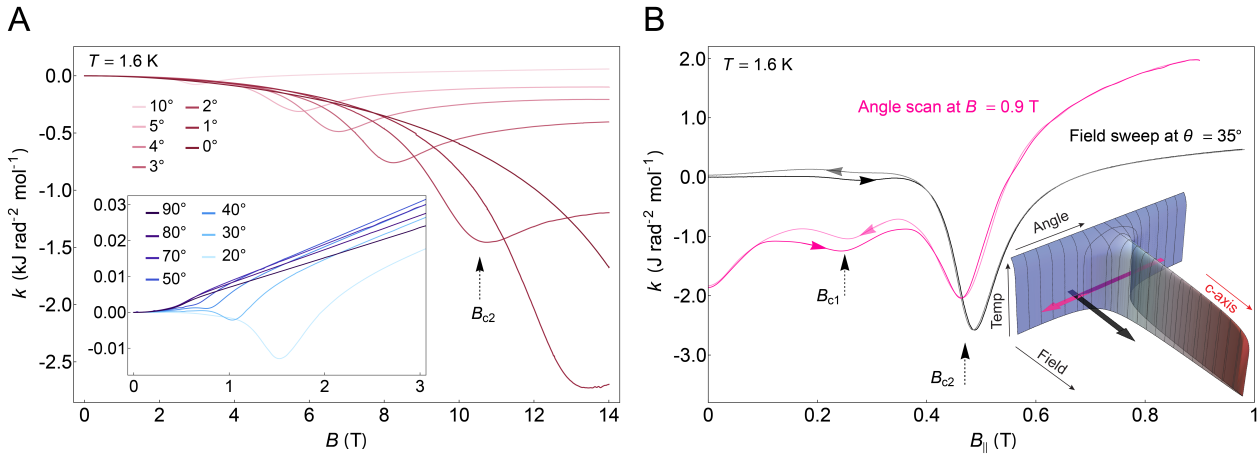 A
T = 1.6 K
k (kJ rad⁻² mol⁻¹)
0.0
-0.5
-1.0
-1.5
-2.0
-2.5
10°
5°
4°
3°
2°
1°
0°
0.03
0.02
0.01
0.00
-0.01
90°
80°
70°
50°
40°
30°
20°
0
1
2
3
Bc2
0 2 4 6 8 10 12 14
B (T)
B
T = 1.6 K
k (J rad⁻² mol⁻¹)
2.0
1.0
0.0
-1.0
-2.0
-3.0
Angle scan at B = 0.9 T
Field sweep at θ = 35°
Bc1
Bc2
Angle
Temp
Field
c-axis
0 0.2 0.4 0.6 0.8 1
B|| (T)